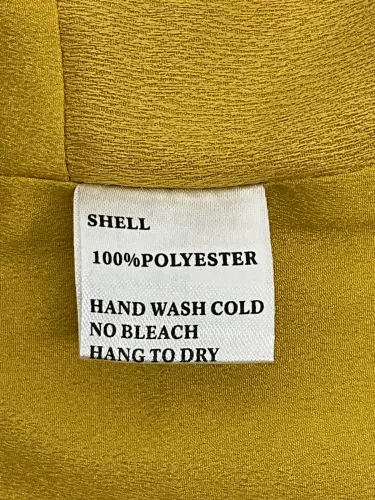 SHELL
100%POLYESTER
HAND WASH COLD
NO BLEACH
HANG TO DRY